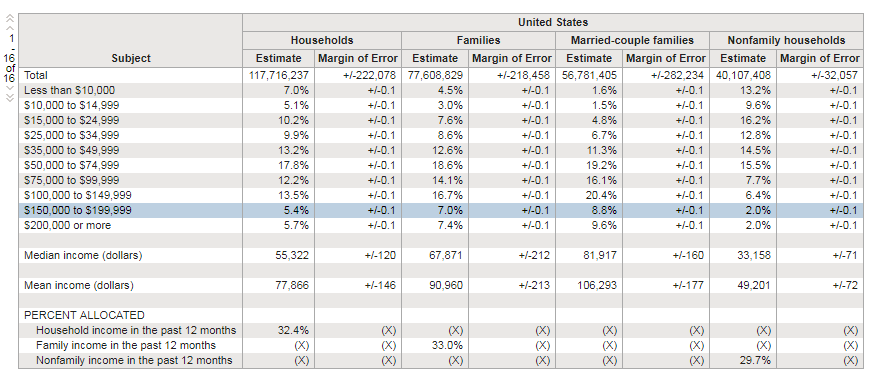 United States
Households Families Married-couple families Nonfamily households
Subject Estimate Margin of Error Estimate Margin of Error Estimate Margin of Error Estimate Margin of Error
1
-
16
of
16
Total 117,716,237 +/-222,078 77,608,829 +/-218,458 56,781,405 +/-282,234 40,107,408 +/-32,057
Less than $10,000 7.0% +/-0.1 4.5% +/-0.1 1.6% +/-0.1 13.2% +/-0.1
$10,000 to $14,999 5.1% +/-0.1 3.0% +/-0.1 1.5% +/-0.1 9.6% +/-0.1
$15,000 to $24,999 10.2% +/-0.1 7.6% +/-0.1 4.8% +/-0.1 16.2% +/-0.1
$25,000 to $34,999 9.9% +/-0.1 8.6% +/-0.1 6.7% +/-0.1 12.8% +/-0.1
$35,000 to $49,999 13.2% +/-0.1 12.6% +/-0.1 11.3% +/-0.1 14.5% +/-0.1
$50,000 to $74,999 17.8% +/-0.1 18.6% +/-0.1 19.2% +/-0.1 15.5% +/-0.1
$75,000 to $99,999 12.2% +/-0.1 14.1% +/-0.1 16.1% +/-0.1 7.7% +/-0.1
$100,000 to $149,999 13.5% +/-0.1 16.7% +/-0.1 20.4% +/-0.1 6.4% +/-0.1
$150,000 to $199,999 5.4% +/-0.1 7.0% +/-0.1 8.8% +/-0.1 2.0% +/-0.1
$200,000 or more 5.7% +/-0.1 7.4% +/-0.1 9.6% +/-0.1 2.0% +/-0.1
Median income (dollars) 55,322 +/-120 67,871 +/-212 81,917 +/-160 33,158 +/-71
Mean income (dollars) 77,866 +/-146 90,960 +/-213 106,293 +/-177 49,201 +/-72
PERCENT ALLOCATED
Household income in the past 12 months 32.4% (X) (X) (X) (X) (X) (X) (X)
Family income in the past 12 months (X) (X) 33.0% (X) (X) (X) (X) (X)
Nonfamily income in the past 12 months (X) (X) (X) (X) (X) (X) 29.7% (X)